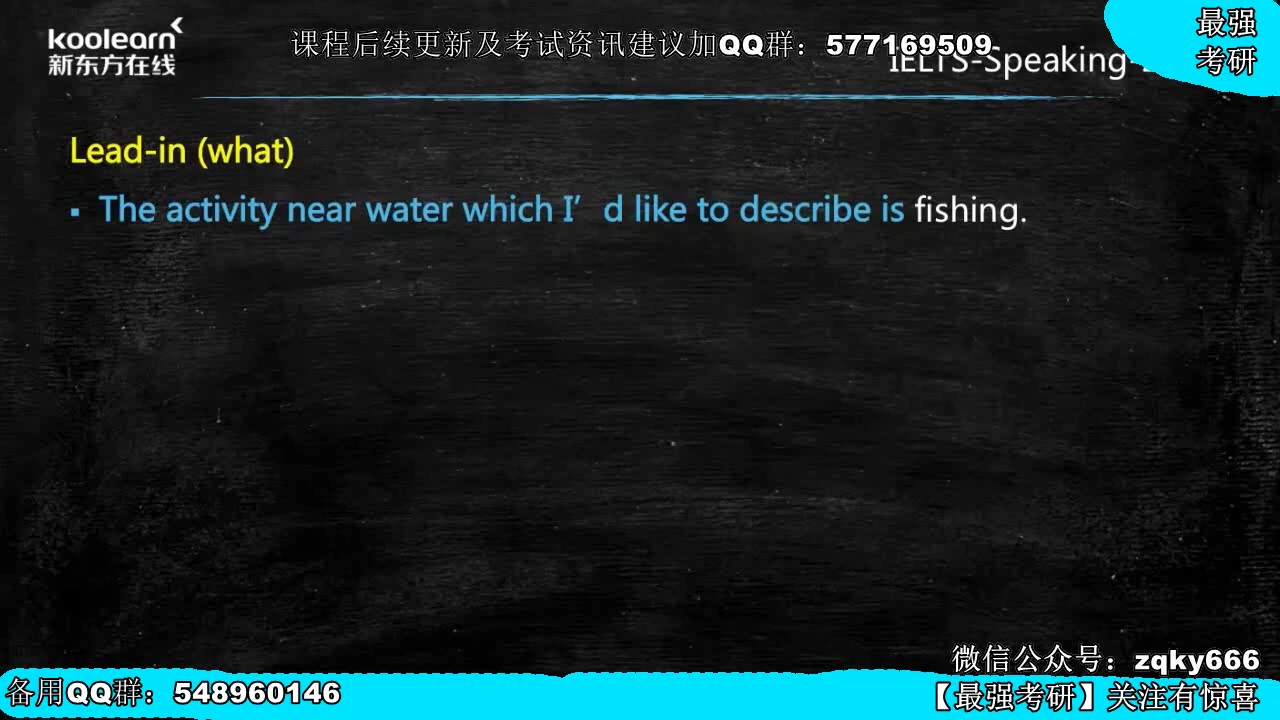 koolearn
新东方在线
课程后续更新及考试资讯建议加QQ群：577169509
IELTS-Speaking-
最强
考研
Lead-in (what)
▪ The activity near water which I’d like to describe is fishing.
微信公众号：zqky666
备用QQ群：548960146
【最强考研】关注有惊喜